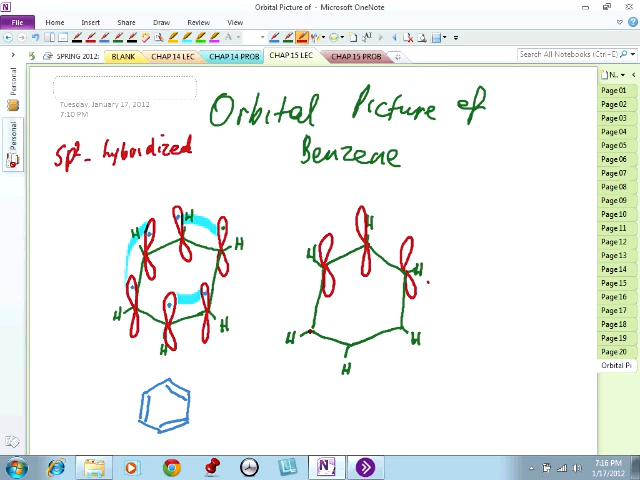 Orbital Picture of - Microsoft OneNote
File Home Insert Share Draw Review View
SPRING 2012: BLANK CHAP 14 LEC CHAP 14 PROB CHAP 15 LEC CHAP 15 PROB
Search All Notebooks (Ctrl+E)
Personal
Personal
Tuesday, January 17, 2012
7:10 PM
Orbital Picture of
Benzene
sp² - hybridized
H H H
H H H
H H H
H H H
N..
Page 01
Page 02
Page 03
Page 04
Page 05
Page 06
Page 07
Page 08
Page 09
Page 10
Page 11
Page 12
Page 13
Page 14
Page 15
Page 16
Page 17
Page 18
Page 19
Page 20
Orbital Pi
7:16 PM
1/17/2012